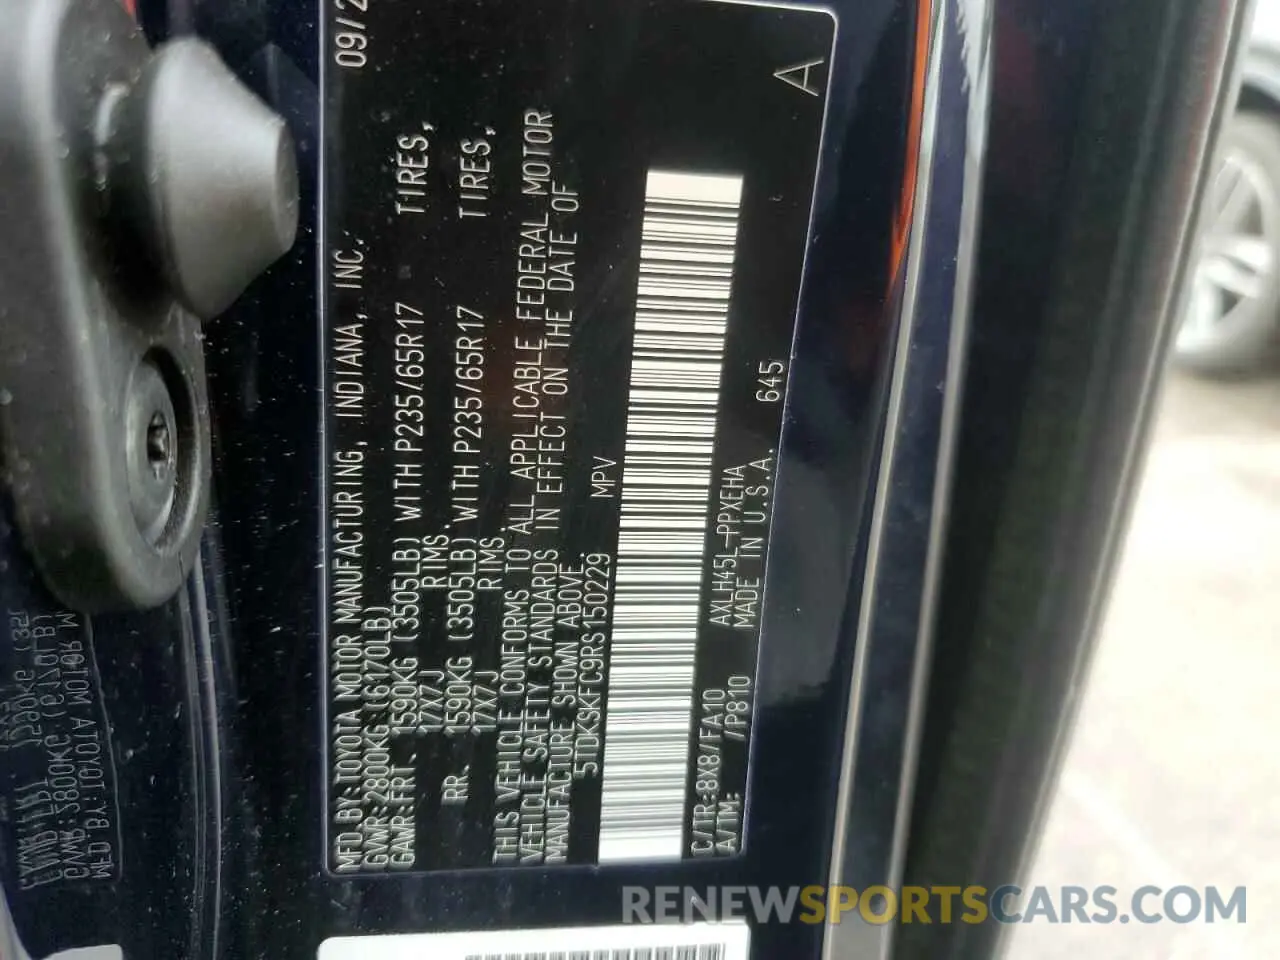 MFD.BY:TOYOTA MOTOR MANUFACTURING, INDIANA, INC. 09/2
GVWR:2800KG(6170LB)
GAWR:FRT. 1590KG (3505LB) WITH P235/65R17 TIRES,
17X7J RIMS.
RR. 1590KG (3505LB) WITH P235/65R17 TIRES,
17X7J RIMS.
THIS VEHICLE CONFORMS TO ALL APPLICABLE FEDERAL MOTOR
VEHICLE SAFETY STANDARDS IN EFFECT ON THE DATE OF
MANUFACTURE SHOWN ABOVE.
5TDKSKFC9RS150229 MPV
A
C/TR:8X8/FA10 AXLH45L-PPXEHA 645
A/TM: /P810 MADE IN U.S.A.
RENEWSPORTSCARS.COM